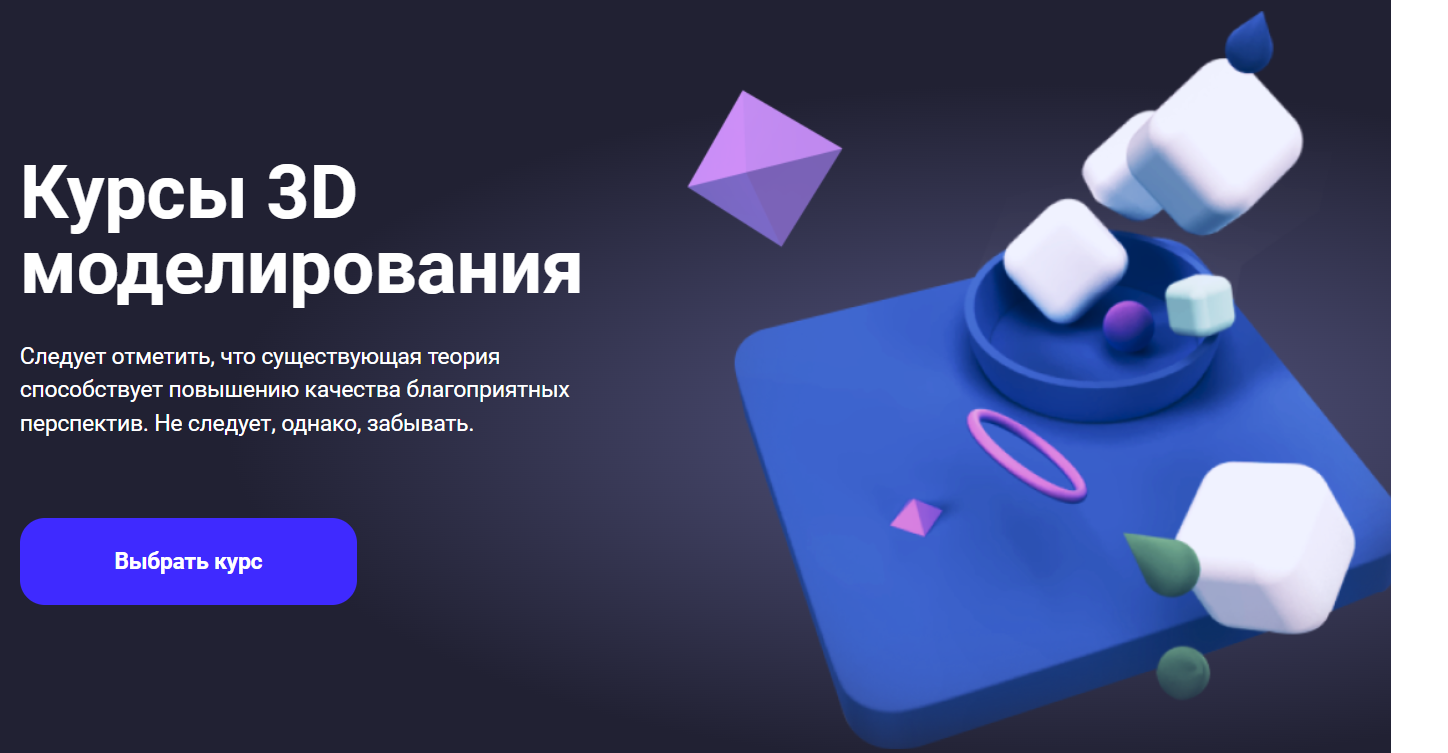 Курсы 3D
моделирования
Следует отметить, что существующая теория
способствует повышению качества благоприятных
перспектив. Не следует, однако, забывать.
Выбрать курс